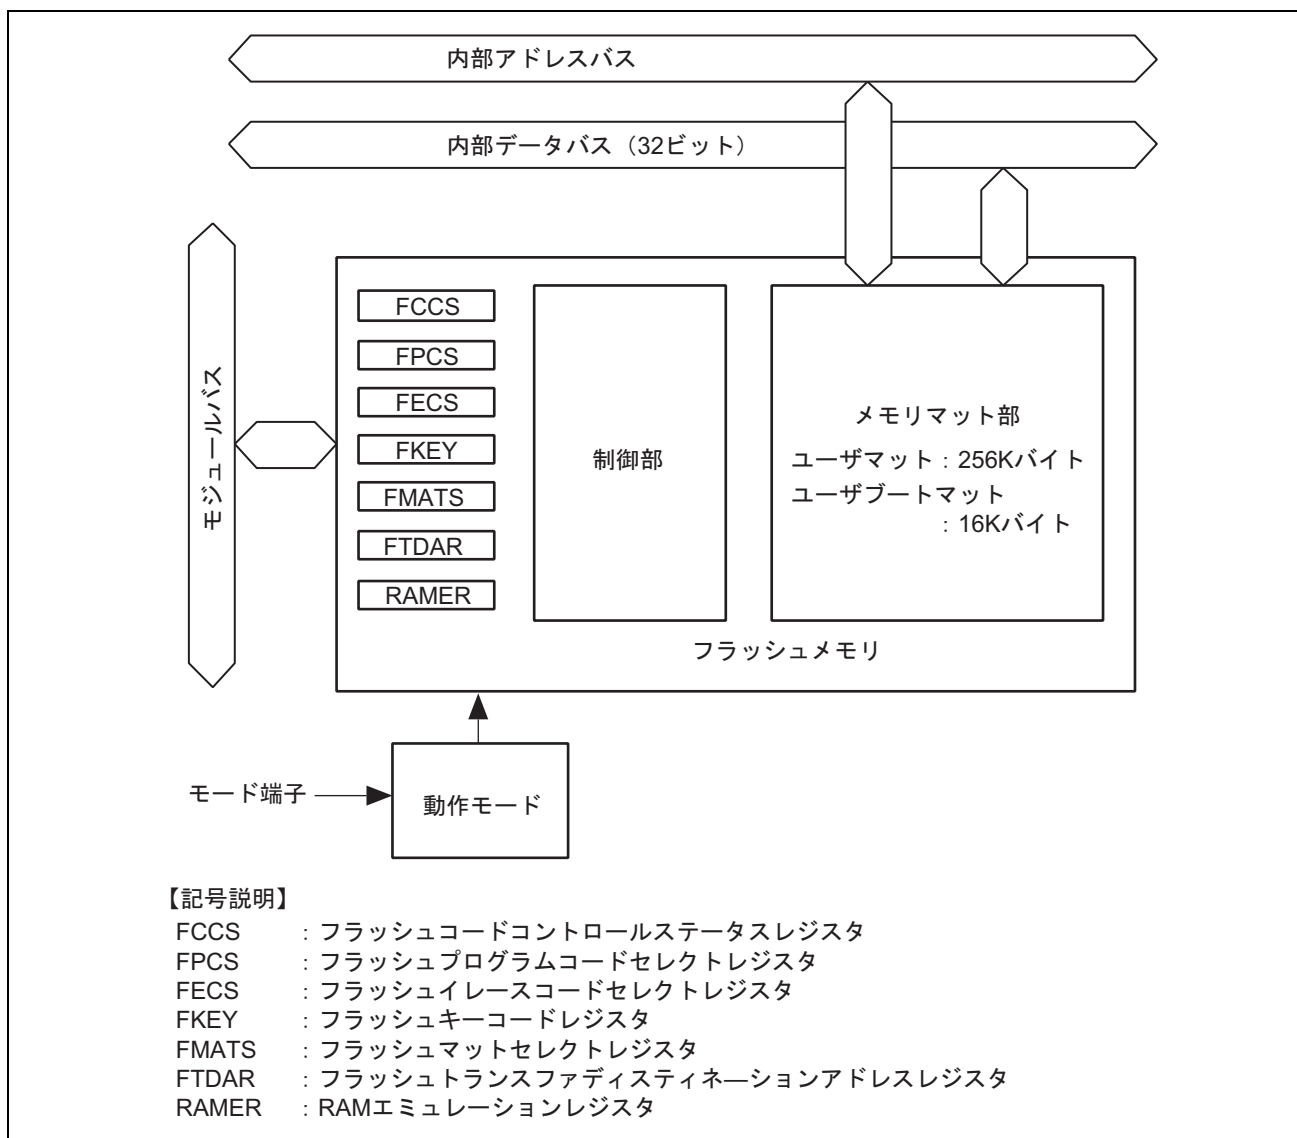 内部アドレスバス
内部データバス（32ビット）
モジュールバス
FCCS
FPCS
FECS
FKEY
FMATS
FTDAR
RAMER
制御部
メモリマット部
ユーザマット：256Kバイト
ユーザブートマット
：16Kバイト
フラッシュメモリ
モード端子
動作モード
【記号説明】
FCCS ：フラッシュコードコントロールステータスレジスタ
FPCS ：フラッシュプログラムコードセレクトレジスタ
FECS ：フラッシュイレースコードセレクトレジスタ
FKEY ：フラッシュキーコードレジスタ
FMATS ：フラッシュマットセレクトレジスタ
FTDAR ：フラッシュトランスファディスティネ―ションアドレスレジスタ
RAMER ：RAMエミュレーションレジスタ